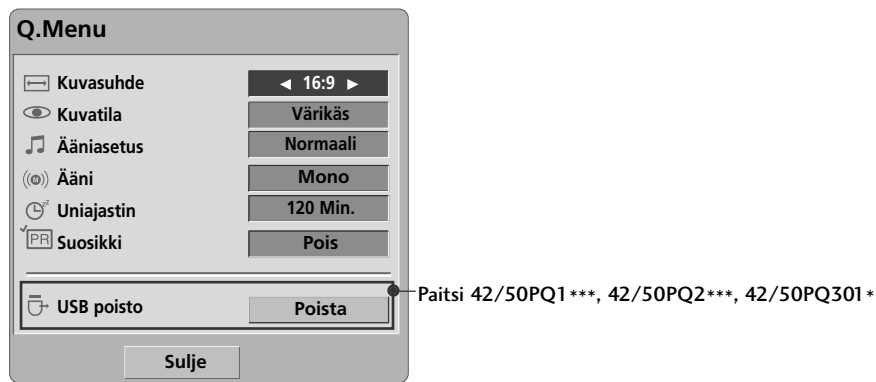 Q.Menu
Kuvasuhde ◄ 16:9 ►
Kuvatila Värikäs
Ääniasetus Normaali
Ääni Mono
Uniajastin 120 Min.
PR Suosikki Pois
USB poisto Poista
Paitsi 42/50PQ1***, 42/50PQ2***, 42/50PQ301*
Sulje